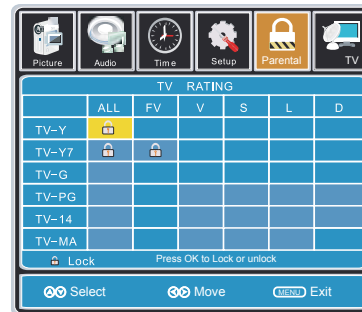 Picture Audio Time Setup Parental TV
TV RATING
ALL FV V S L D
TV-Y
TV-Y7
TV-G
TV-PG
TV-14
TV-MA
Lock Press OK to Lock or unlock
Select Move MENU Exit